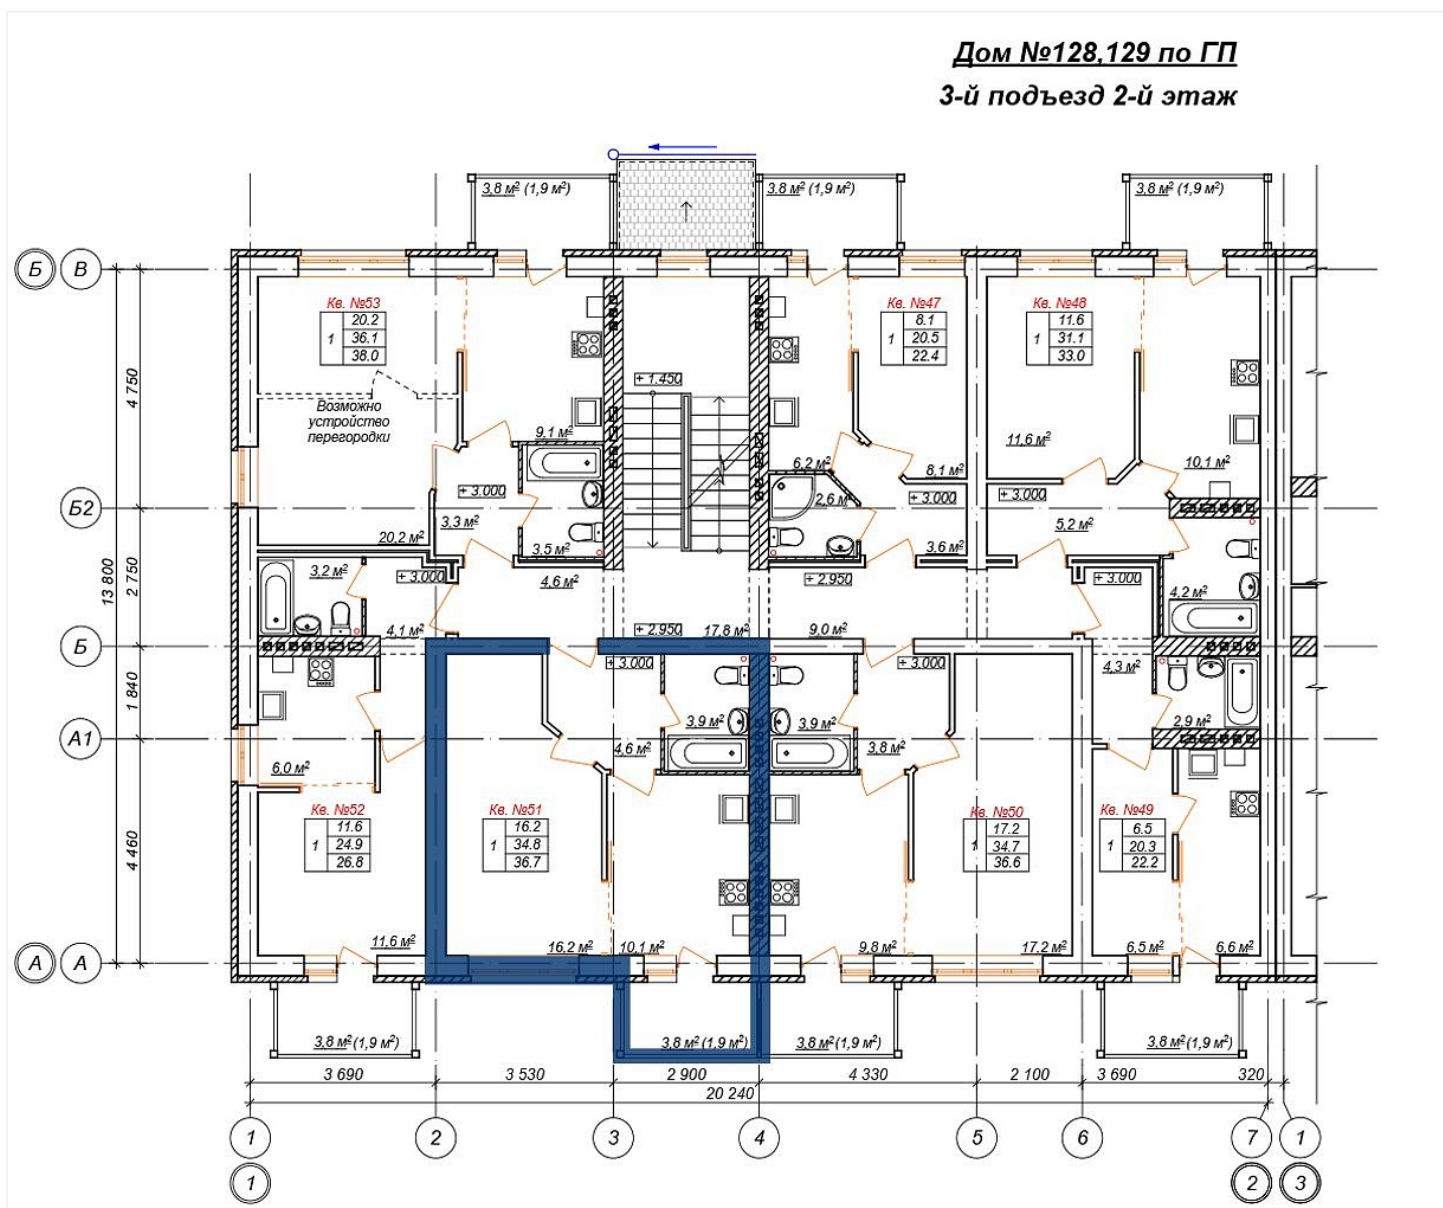 Дом №128,129 по ГП
3-й подъезд 2-й этаж
3,8 м² (1,9 м²)
3.8 м² (1,9 м²)
3.8 м² (1,9 м²)
Б
В
Кв. №53
1
20.2
36.1
38.0
Кв. №47
1
8.1
20.5
22.4
Кв. №48
1
11.6
31.1
33.0
+ 1.450
Возможно
устройство
перегородки
9.1 м²
6,2 м²
8,1 м²
11,6 м²
10,1 м²
4 750
+ 3.000
2,6 м²
+ 3.000
+ 3.000
Б2
3,3 м²
5.2 м²
20,2 м²
3.5 м²
3.6 м²
3,2 м²
+ 3.000
4.6 м²
+ 2.950
+ 3.000
4,2 м²
2 750
13 800
4,1 м²
+ 2.950
17,8 м²
9,0 м²
Б
+ 3.000
+ 3.000
4,3 м²
1 840
3,9 м²
3,9 м²
2,9 м²
А1
4,6 м²
3,8 м²
6,0 м²
Кв. №52
1
11.6
24.9
26.8
Кв. №51
1
16.2
34.8
36.7
Кв. №50
1
17.2
34.7
36.6
Кв. №49
1
6.5
20.3
22.2
4 460
11,6 м²
16.2 м²
10.1 м²
9.8 м²
17.2 м²
6.5 м²
6.6 м²
А
А
3,8 м² (1,9 м²)
3,8 м² (1,9 м²)
3,8 м² (1,9 м²)
3,8 м² (1,9 м²)
3 690
3 530
2 900
4 330
2 100
3 690
320
20 240
1
2
3
4
5
6
7
1
1
2
3